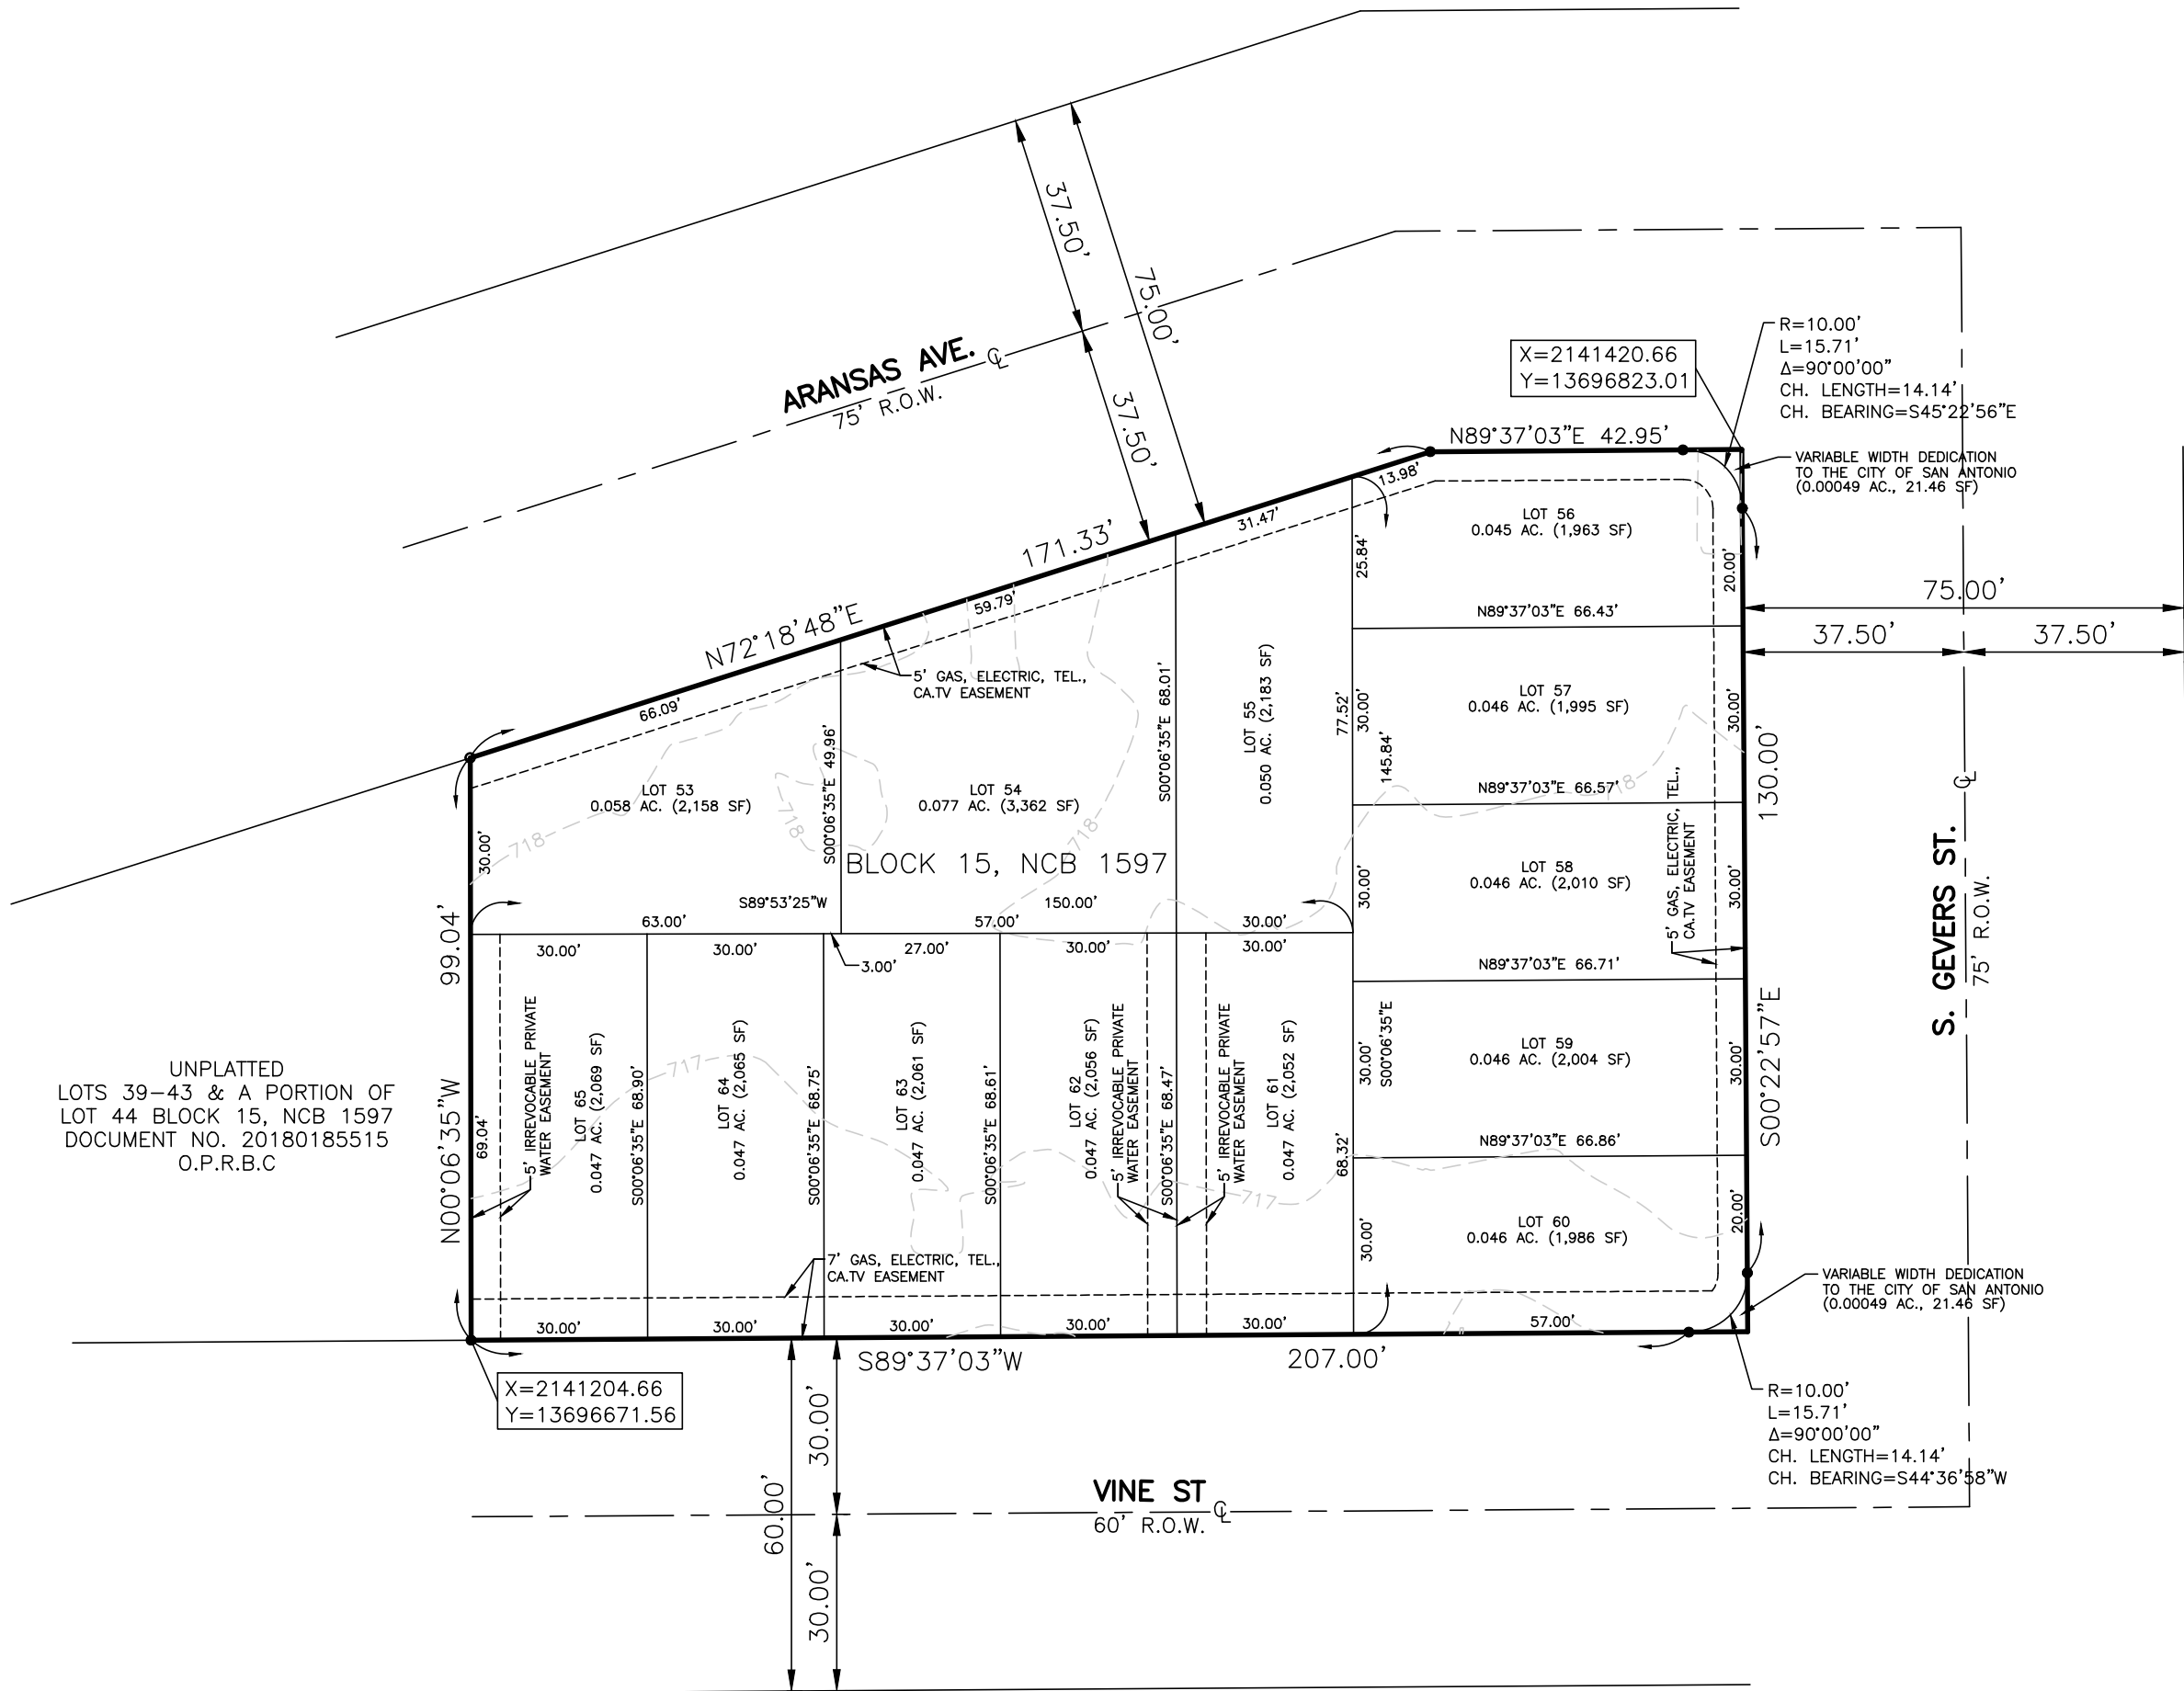 37.50'
75.00'
37.50'
ARANSAS AVE.
75' R.O.W.
℄
X=2141420.66
Y=13696823.01
R=10.00'
L=15.71'
Δ=90°00'00"
CH. LENGTH=14.14'
CH. BEARING=S45°22'56"E
N89°37'03"E 42.95'
VARIABLE WIDTH DEDICATION
TO THE CITY OF SAN ANTONIO
(0.00049 AC., 21.46 SF)
13.98'
31.47'
171.33'
59.79'
N72°18'48"E
66.09'
5' GAS, ELECTRIC, TEL.,
CA.TV EASEMENT
LOT 56
0.045 AC. (1,963 SF)
25.84'
20.00'
N89°37'03"E 66.43'
75.00'
37.50'
37.50'
LOT 57
0.046 AC. (1,995 SF)
30.00'
30.00'
77.52'
145.84'
N89°37'03"E 66.57'
718
130.00'
LOT 55
0.050 AC. (2,183 SF)
S00°06'35"E 68.01'
S00°06'35"E 49.96'
LOT 53
0.058 AC. (2,158 SF)
LOT 54
0.077 AC. (3,362 SF)
718
718
718
30.00'
BLOCK 15, NCB 1597
LOT 58
0.046 AC. (2,010 SF)
30.00'
30.00'
5' GAS, ELECTRIC, TEL.,
CA.TV EASEMENT
S. GEVERS ST.
75' R.O.W.
℄
S89°53'25"W
150.00'
63.00'
57.00'
30.00'
30.00'
30.00'
27.00'
30.00'
30.00'
3.00'
N89°37'03"E 66.71'
99.04'
N00°06'35"W
69.04'
UNPLATTED
LOTS 39-43 & A PORTION OF
LOT 44 BLOCK 15, NCB 1597
DOCUMENT NO. 20180185515
O.P.R.B.C
5' IRREVOCABLE PRIVATE
WATER EASEMENT
LOT 65
0.047 AC. (2,069 SF)
S00°06'35"E 68.90'
717
LOT 64
0.047 AC. (2,065 SF)
S00°06'35"E 68.75'
LOT 63
0.047 AC. (2,061 SF)
S00°06'35"E 68.61'
LOT 62
0.047 AC. (2,056 SF)
5' IRREVOCABLE PRIVATE
WATER EASEMENT
S00°06'35"E 68.47'
5' IRREVOCABLE PRIVATE
WATER EASEMENT
717
LOT 61
0.047 AC. (2,052 SF)
68.32'
30.00'
S00°06'35"E
LOT 59
0.046 AC. (2,004 SF)
30.00'
S00°22'57"E
N89°37'03"E 66.86'
LOT 60
0.046 AC. (1,986 SF)
30.00'
20.00'
7' GAS, ELECTRIC, TEL.,
CA.TV EASEMENT
VARIABLE WIDTH DEDICATION
TO THE CITY OF SAN ANTONIO
(0.00049 AC., 21.46 SF)
30.00'
30.00'
30.00'
30.00'
30.00'
57.00'
S89°37'03"W
207.00'
X=2141204.66
Y=13696671.56
R=10.00'
L=15.71'
Δ=90°00'00"
CH. LENGTH=14.14'
CH. BEARING=S44°36'58"W
30.00'
60.00'
30.00'
VINE ST
60' R.O.W.
℄